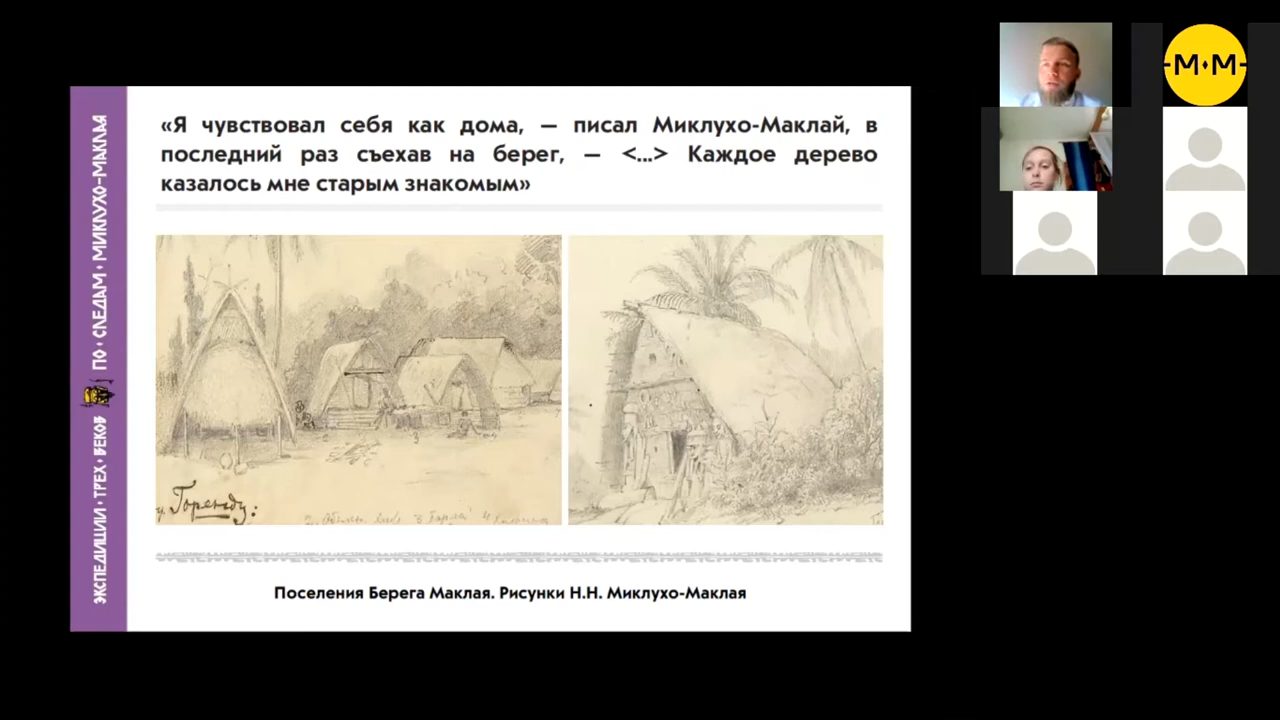 «Я чувствовал себя как дома, — писал Миклухо-Маклай, в
последний раз съехав на берег, — <...> Каждое дерево
казалось мне старым знакомым»
ЭКСПЕДИЦИИ • ТРЕХ • ВЕКОВ ПО • СЛЕДАМ • МИКЛУХО-МАКЛАЯ
Горенду:
Поселения Берега Маклая. Рисунки Н.Н. Миклухо-Маклая
-М•М-